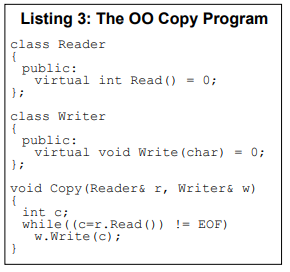 Listing 3: The OO Copy Program
class Reader
{
  public:
    virtual int Read() = 0;
};
class Writer
{
  public:
    virtual void Write(char) = 0;
};
void Copy(Reader& r, Writer& w)
{
  int c;
  while((c=r.Read()) != EOF)
    w.Write(c);
}